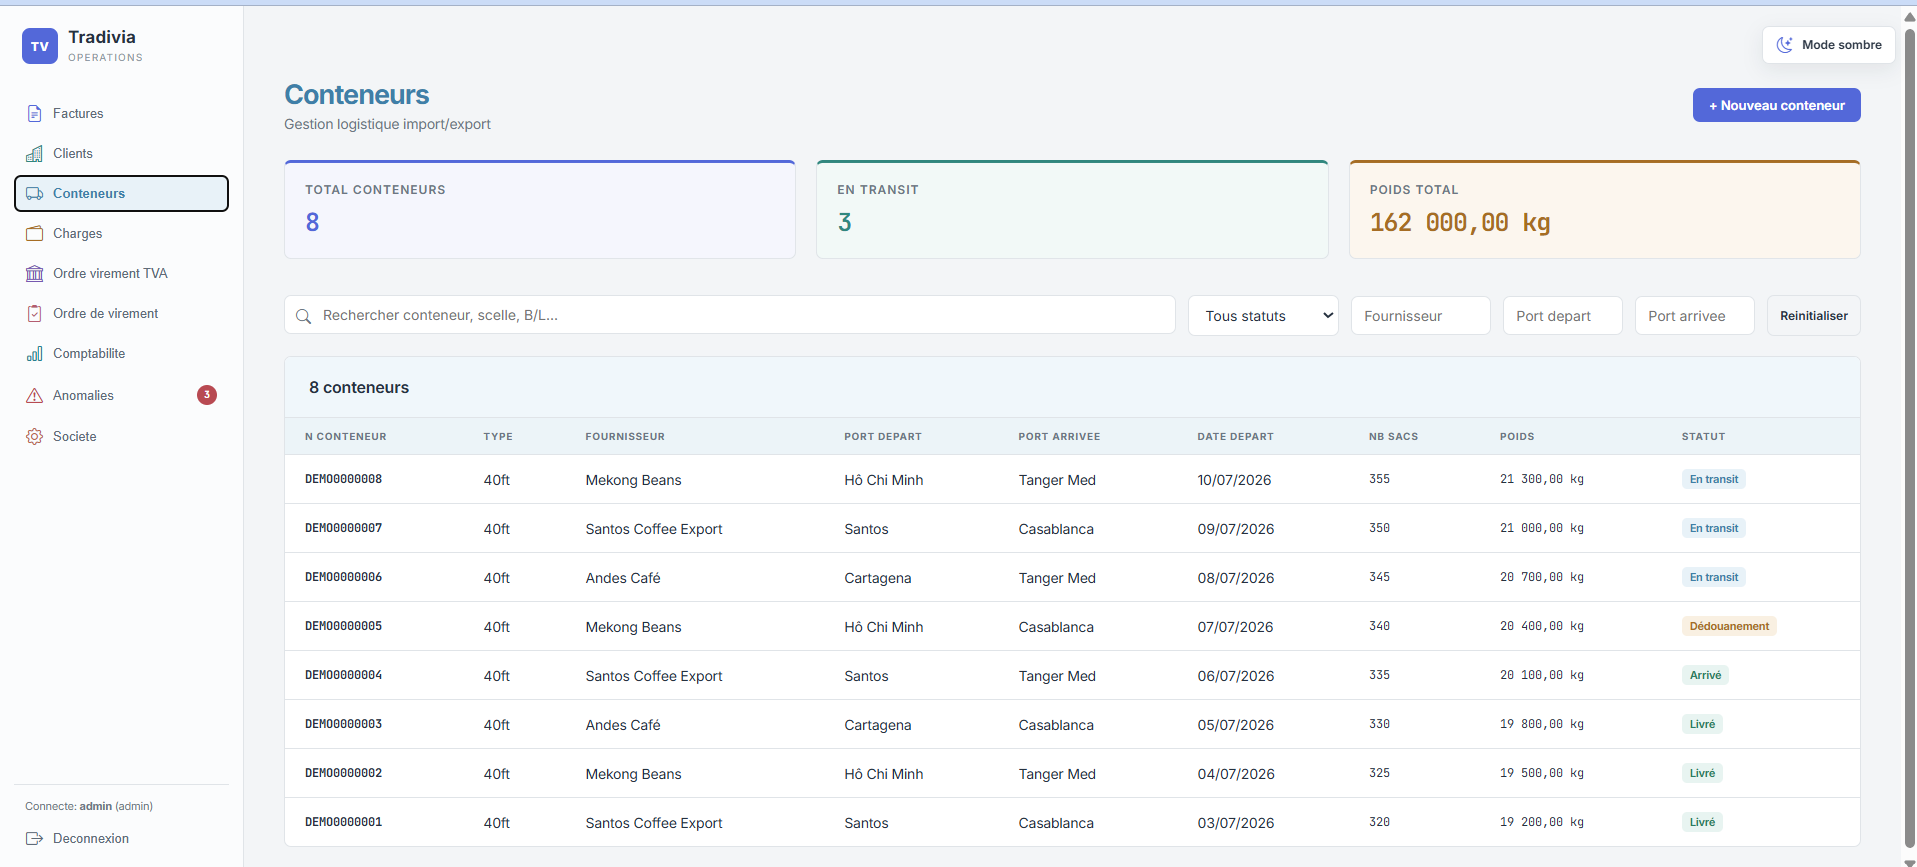 TV
Tradivia
OPERATIONS
Factures
Clients
Conteneurs
Charges
Ordre virement TVA
Ordre de virement
Comptabilite
Anomalies 3
Societe
Connecte: admin (admin)
Deconnexion
Mode sombre
Conteneurs
Gestion logistique import/export
+ Nouveau conteneur
TOTAL CONTENEURS
8
EN TRANSIT
3
POIDS TOTAL
162 000,00 kg
Rechercher conteneur, scelle, B/L... Tous statuts Fournisseur Port depart Port arrivee Reinitialiser
8 conteneurs
N CONTENEUR TYPE FOURNISSEUR PORT DEPART PORT ARRIVEE DATE DEPART NB SACS POIDS STATUT
DEMO0000008 40ft Mekong Beans Hô Chi Minh Tanger Med 10/07/2026 355 21 300,00 kg En transit
DEMO0000007 40ft Santos Coffee Export Santos Casablanca 09/07/2026 350 21 000,00 kg En transit
DEMO0000006 40ft Andes Café Cartagena Tanger Med 08/07/2026 345 20 700,00 kg En transit
DEMO0000005 40ft Mekong Beans Hô Chi Minh Casablanca 07/07/2026 340 20 400,00 kg Dédouanement
DEMO0000004 40ft Santos Coffee Export Santos Tanger Med 06/07/2026 335 20 100,00 kg Arrivé
DEMO0000003 40ft Andes Café Cartagena Casablanca 05/07/2026 330 19 800,00 kg Livré
DEMO0000002 40ft Mekong Beans Hô Chi Minh Tanger Med 04/07/2026 325 19 500,00 kg Livré
DEMO0000001 40ft Santos Coffee Export Santos Casablanca 03/07/2026 320 19 200,00 kg Livré